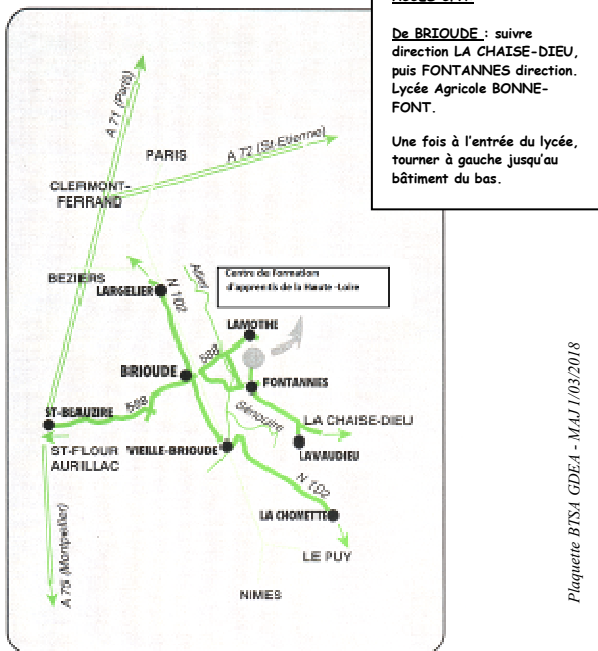 De BRIOUDE : suivre
direction LA CHAISE-DIEU,
puis FONTANNES direction.
Lycée Agricole BONNE-
FONT.
Une fois à l'entrée du lycée,
tourner à gauche jusqu'au
bâtiment du bas.
A 71 (Paris)
PARIS
A 72 (St-Etienne)
CLERMONT-
FERRAND
BEZIERS
LARGELIER
N 102
Centre de Formation
d'apprentis de la Haute-Loire
LAMOTHE
588
BRIOUDE
FONTANNES
588
ST-BEAUZIRE
Sénouire
LA CHAISE-DIEU
ST-FLOUR
AURILLAC
VIEILLE-BRIOUDE
LAVAUDIEU
N 102
LA CHOMETTE
A 75 (Montpellier)
LE PUY
NIMES
Plaquette BTSA GDEA - MAJ 1/03/2018